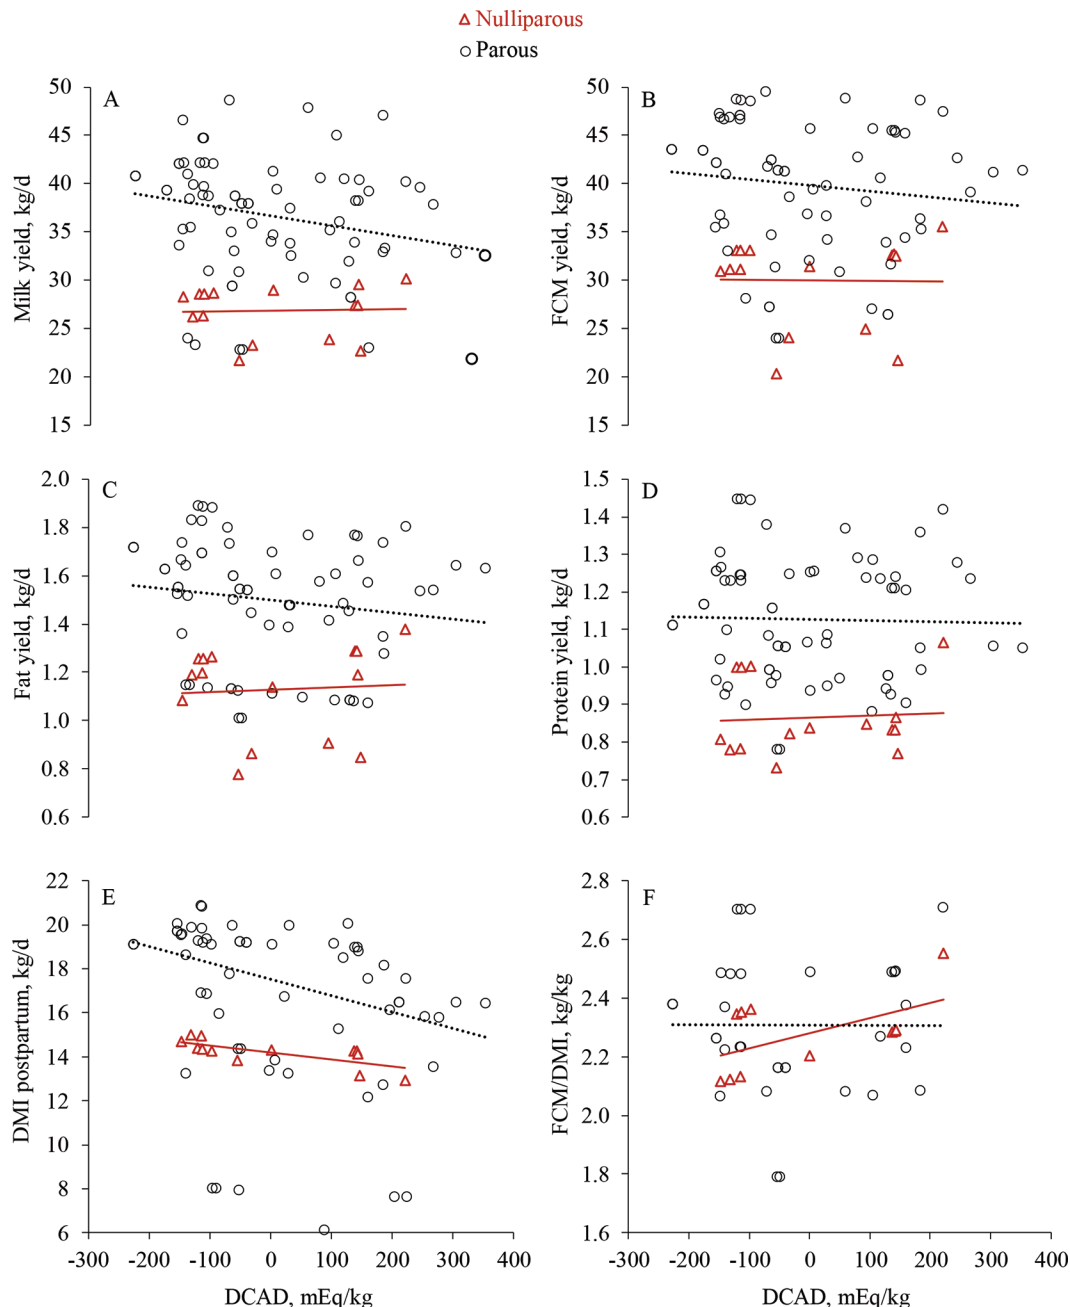 Nulliparous
Parous
A
Milk yield, kg/d
50
45
40
35
30
25
20
15
B
FCM yield, kg/d
50
45
40
35
30
25
20
15
C
Fat yield, kg/d
2.0
1.8
1.6
1.4
1.2
1.0
0.8
0.6
D
Protein yield, kg/d
1.5
1.4
1.3
1.2
1.1
1.0
0.9
0.8
0.7
0.6
E
DMI postpartum, kg/d
22
20
18
16
14
12
10
8
6
-300 -200 -100 0 100 200 300 400
DCAD, mEq/kg
F
FCM/DMI, kg/kg
2.8
2.6
2.4
2.2
2.0
1.8
1.6
-300 -200 -100 0 100 200 300 400
DCAD, mEq/kg